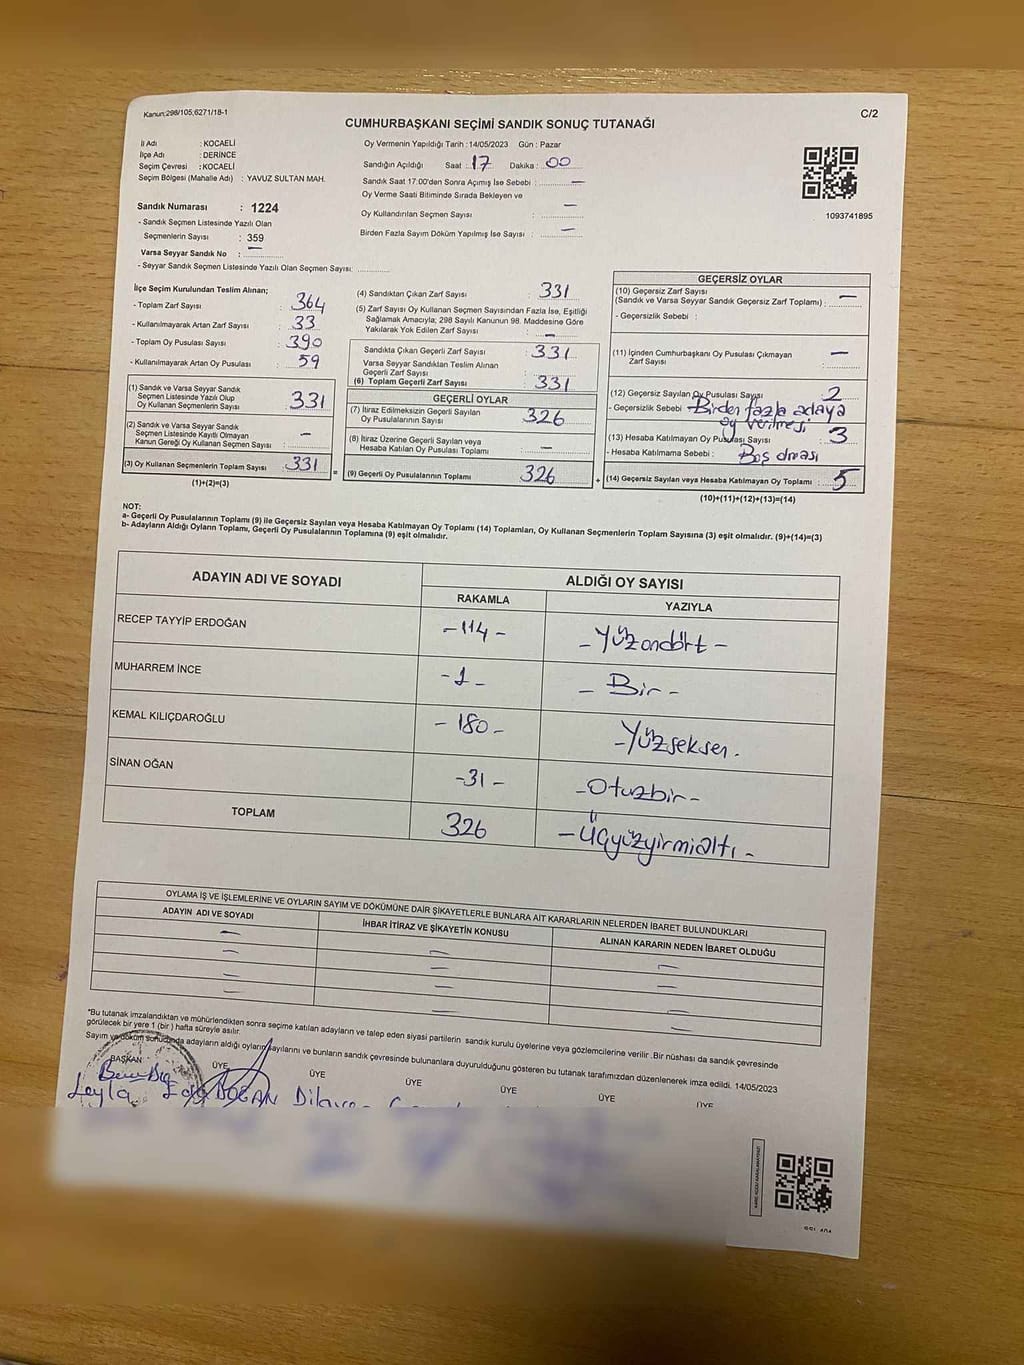 Kanun;298/105;6271/18-1
C/2
CUMHURBAŞKANI SEÇİMİ SANDIK SONUÇ TUTANAĞI
İl Adı : KOCAELİ
İlçe Adı : DERİNCE
Seçim Çevresi : KOCAELİ
Seçim Bölgesi (Mahalle Adı) : YAVUZ SULTAN MAH.
Sandık Numarası : 1224
- Sandık Seçmen Listesinde Yazılı Olan
Seçmenlerin Sayısı : 359
Varsa Seyyar Sandık No : —
- Seyyar Sandık Seçmen Listesinde Yazılı Olan Seçmen Sayısı:
Oy Vermenin Yapıldığı Tarih : 14/05/2023 Gün : Pazar
Sandığın Açıldığı Saat : 17 Dakika : 00
Sandık Saat 17:00'den Sonra Açımış İse Sebebi : —
Oy Verme Saati Bitiminde Sırada Bekleyen ve
Oy Kullandırılan Seçmen Sayısı : —
Birden Fazla Sayım Döküm Yapılmış İse Sayısı : —
1093741895
İlçe Seçim Kurulundan Teslim Alınan;
- Toplam Zarf Sayısı : 364
- Kullanılmayarak Artan Zarf Sayısı : 33
- Toplam Oy Pusulası Sayısı : 390
- Kullanılmayarak Artan Oy Pusulası : 59
(1) Sandık ve Varsa Seyyar Sandık
Seçmen Listesinde Yazılı Olup
Oy Kullanan Seçmenlerin Sayısı : 331
(2) Sandık ve Varsa Seyyar Sandık
Seçmen Listesinde Kayıtlı Olmayan
Kanun Gereği Oy Kullanan Seçmen Sayısı : —
(3) Oy Kullanan Seçmenlerin Toplam Sayısı : 331
(1)+(2)=(3)
(4) Sandıktan Çıkan Zarf Sayısı : 331
(5) Zarf Sayısı Oy Kullanan Seçmen Sayısından Fazla İse, Eşitliği
Sağlamak Amacıyla; 298 Sayılı Kanunun 98. Maddesine Göre
Yakılarak Yok Edilen Zarf Sayısı : —
Sandıkta Çıkan Geçerli Zarf Sayısı : 331
Varsa Seyyar Sandıktan Teslim Alınan
Geçerli Zarf Sayısı :
(6) Toplam Geçerli Zarf Sayısı : 331
GEÇERLİ OYLAR
(7) İtiraz Edilmeksizin Geçerli Sayılan
Oy Pusulalarının Sayısı : 326
(8) İtiraz Üzerine Geçerli Sayılan veya
Hesaba Katılan Oy Pusulası Toplamı : —
(9) Geçerli Oy Pusulalarının Toplamı : 326
GEÇERSİZ OYLAR
(10) Geçersiz Zarf Sayısı
(Sandık ve Varsa Seyyar Sandık Geçersiz Zarf Toplamı) : —
- Geçersizlik Sebebi :
(11) İçinden Cumhurbaşkanı Oy Pusulası Çıkmayan
Zarf Sayısı : —
(12) Geçersiz Sayılan Oy Pusulası Sayısı : 2
- Geçersizlik Sebebi : Birden fazla adaya
oy verilmesi
(13) Hesaba Katılmayan Oy Pusulası Sayısı : 3
- Hesaba Katılmama Sebebi : Boş olması
(14) Geçersiz Sayılan veya Hesaba Katılmayan Oy Toplamı : 5
(10)+(11)+(12)+(13)=(14)
NOT:
a- Geçerli Oy Pusulalarının Toplamı (9) ile Geçersiz Sayılan veya Hesaba Katılmayan Oy Toplamı (14) Toplamları, Oy Kullanan Seçmenlerin Toplam Sayısına (3) eşit olmalıdır. (9)+(14)=(3)
b- Adayların Aldığı Oyların Toplamı, Geçerli Oy Pusulalarının Toplamına (9) eşit olmalıdır.
ADAYIN ADI VE SOYADI ALDIĞI OY SAYISI
RAKAMLA YAZIYLA
RECEP TAYYİP ERDOĞAN -114- -Yüzondört-
MUHARREM İNCE -1- -Bir-
KEMAL KILIÇDAROĞLU -180- -Yüzseksen.
SİNAN OĞAN -31- -Otuzbir-
TOPLAM 326 -Üçyüzyirmialtı-
OYLAMA İŞ VE İŞLEMLERİNE VE OYLARIN SAYIM VE DÖKÜMÜNE DAİR ŞİKAYETLERLE BUNLARA AİT KARARLARIN NELERDEN İBARET BULUNDUKLARI
ADAYIN ADI VE SOYADI İHBAR İTİRAZ VE ŞİKAYETİN KONUSU ALINAN KARARIN NEDEN İBARET OLDUĞU
*Bu tutanak imzalandıktan ve mühürlendikten sonra seçime katılan adayların ve talep eden siyasi partilerin sandık kurulu üyelerine veya gözlemcilerine verilir .Bir nüshası da sandık çevresinde
görülecek bir yere 1 (bir ) hafta süreyle asılır.
Sayım ve döküm sonucunda adayların aldığı oyların sayılarını ve bunların sandık çevresinde bulunanlara duyurulduğunu gösteren bu tutanak tarafımızdan düzenlenerek imza edildi. 14/05/2023
BAŞKAN ÜYE ÜYE ÜYE ÜYE ÜYE ÜYE
Leyla DOĞAN